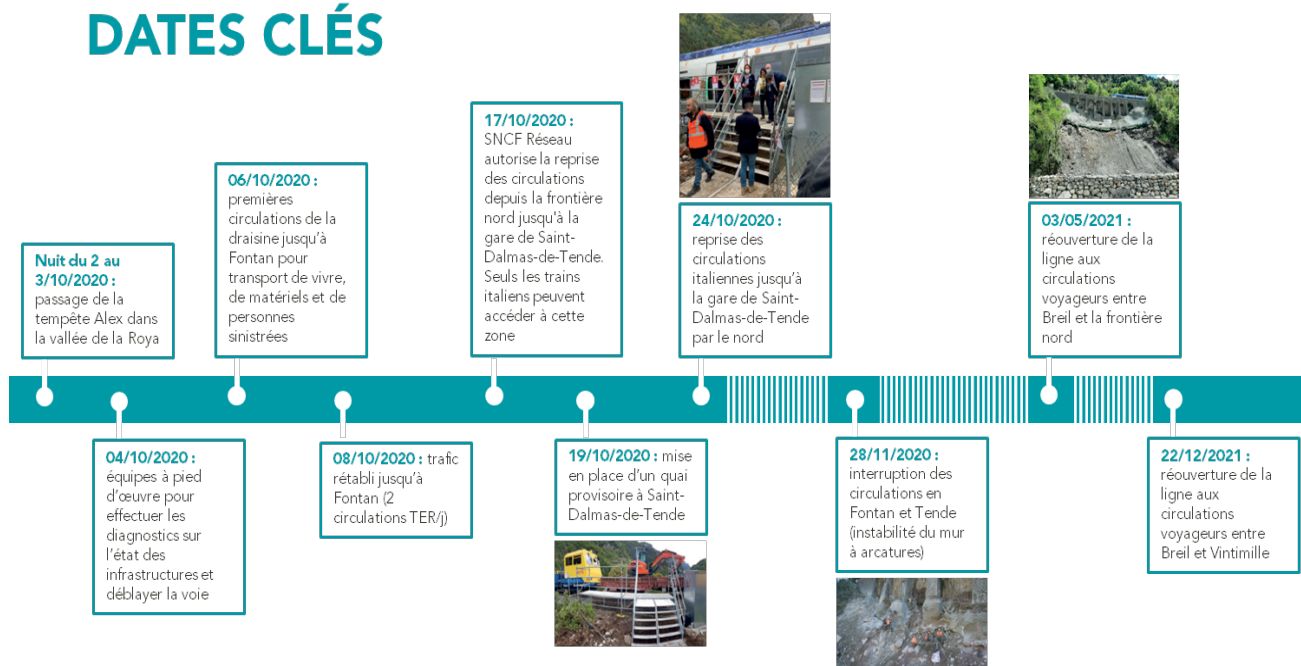 DATES CLÉS
Nuit du 2 au
3/10/2020 :
passage de la
tempête Alex dans
la vallée de la Roya
04/10/2020 :
équipes à pied
d'œuvre pour
effectuer les
diagnostics sur
l'état des
infrastructures et
déblayer la voie
06/10/2020 :
premières
circulations de la
draisine jusqu'à
Fontan pour
transport de vivre,
de matériels et de
personnes
sinistrées
08/10/2020 : trafic
rétabli jusqu'à
Fontan (2
circulations TER/j)
17/10/2020 :
SNCF Réseau
autorise la reprise
des circulations
depuis la frontière
nord jusqu'à la
gare de Saint-
Dalmas-de-Tende.
Seuls les trains
italiens peuvent
accéder à cette
zone
19/10/2020 : mise
en place d'un quai
provisoire à Saint-
Dalmas-de-Tende
24/10/2020 :
reprise des
circulations
italiennes jusqu'à
la gare de Saint-
Dalmas-de-Tende
par le nord
28/11/2020 :
interruption des
circulations en
Fontan et Tende
(instabilité du mur
à arcatures)
03/05/2021 :
réouverture de la
ligne aux
circulations
voyageurs entre
Breil et la frontière
nord
22/12/2021 :
réouverture de la
ligne aux
circulations
voyageurs entre
Breil et Vintimille